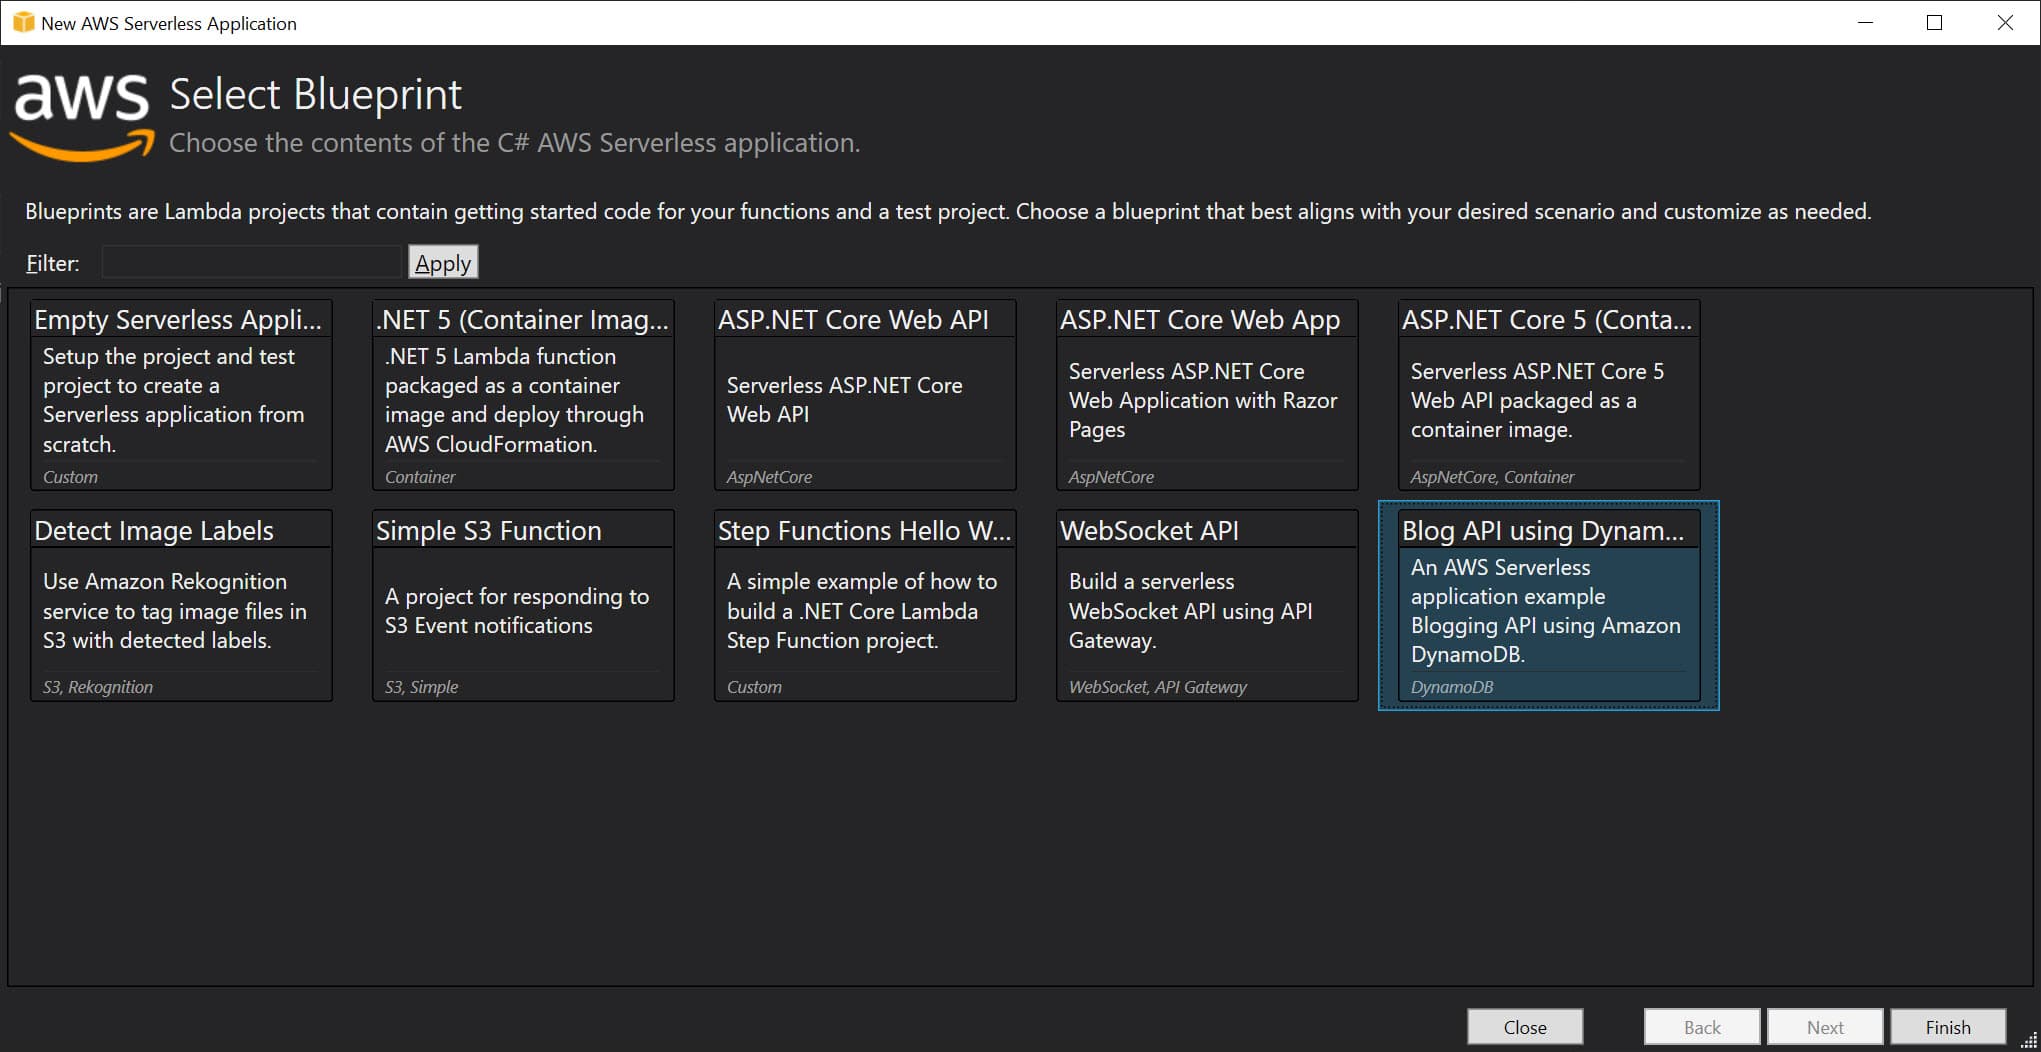 New AWS Serverless Application
aws
Select Blueprint
Choose the contents of the C# AWS Serverless application.
Blueprints are Lambda projects that contain getting started code for your functions and a test project. Choose a blueprint that best aligns with your desired scenario and customize as needed.
Filter:
Apply
Empty Serverless Appli...
Setup the project and test
project to create a
Serverless application from
scratch.
Custom
.NET 5 (Container Imag...
.NET 5 Lambda function
packaged as a container
image and deploy through
AWS CloudFormation.
Container
ASP.NET Core Web API
Serverless ASP.NET Core
Web API
AspNetCore
ASP.NET Core Web App
Serverless ASP.NET Core
Web Application with Razor
Pages
AspNetCore
ASP.NET Core 5 (Conta...
Serverless ASP.NET Core 5
Web API packaged as a
container image.
AspNetCore, Container
Detect Image Labels
Use Amazon Rekognition
service to tag image files in
S3 with detected labels.
S3, Rekognition
Simple S3 Function
A project for responding to
S3 Event notifications
S3, Simple
Step Functions Hello W...
A simple example of how to
build a .NET Core Lambda
Step Function project.
Custom
WebSocket API
Build a serverless
WebSocket API using API
Gateway.
WebSocket, API Gateway
Blog API using Dynam...
An AWS Serverless
application example
Blogging API using Amazon
DynamoDB.
DynamoDB
Close
Back
Next
Finish